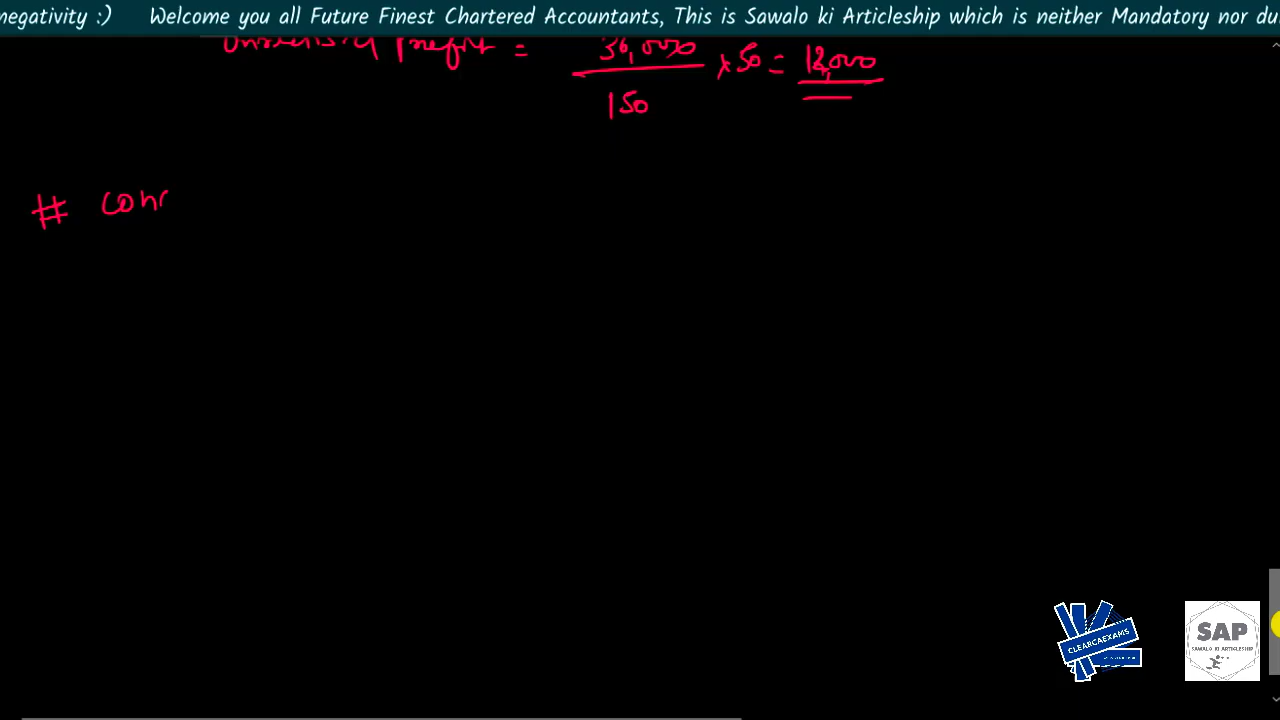 negativity :) Welcome you all Future Finest Chartered Accountants, This is Sawalo ki Articleship which is neither Mandatory nor du
Profit = 36,000 x 50 = 12,000
150
# con
CLEARCAEXAMS
SAP
SAWALO KI ARTICLESHIP